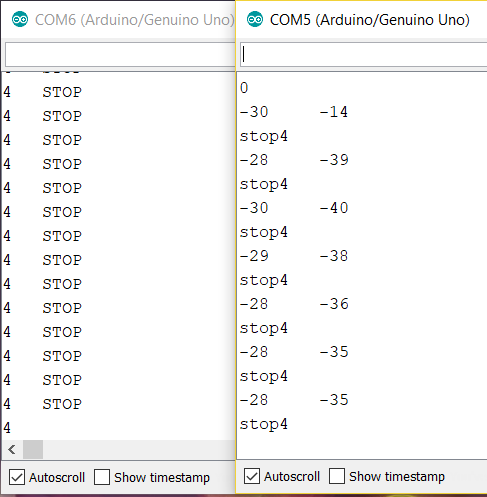 COM6 (Arduino/Genuino Uno)
4 STOP
4 STOP
4 STOP
4 STOP
4 STOP
4 STOP
4 STOP
4 STOP
4 STOP
4 STOP
4 STOP
4 STOP
4 STOP
4 STOP
4
Autoscroll Show timestamp
COM5 (Arduino/Genuino Uno)
0
-30 -14
stop4
-28 -39
stop4
-30 -40
stop4
-29 -38
stop4
-28 -36
stop4
-28 -35
stop4
-28 -35
stop4
Autoscroll Show timestamp